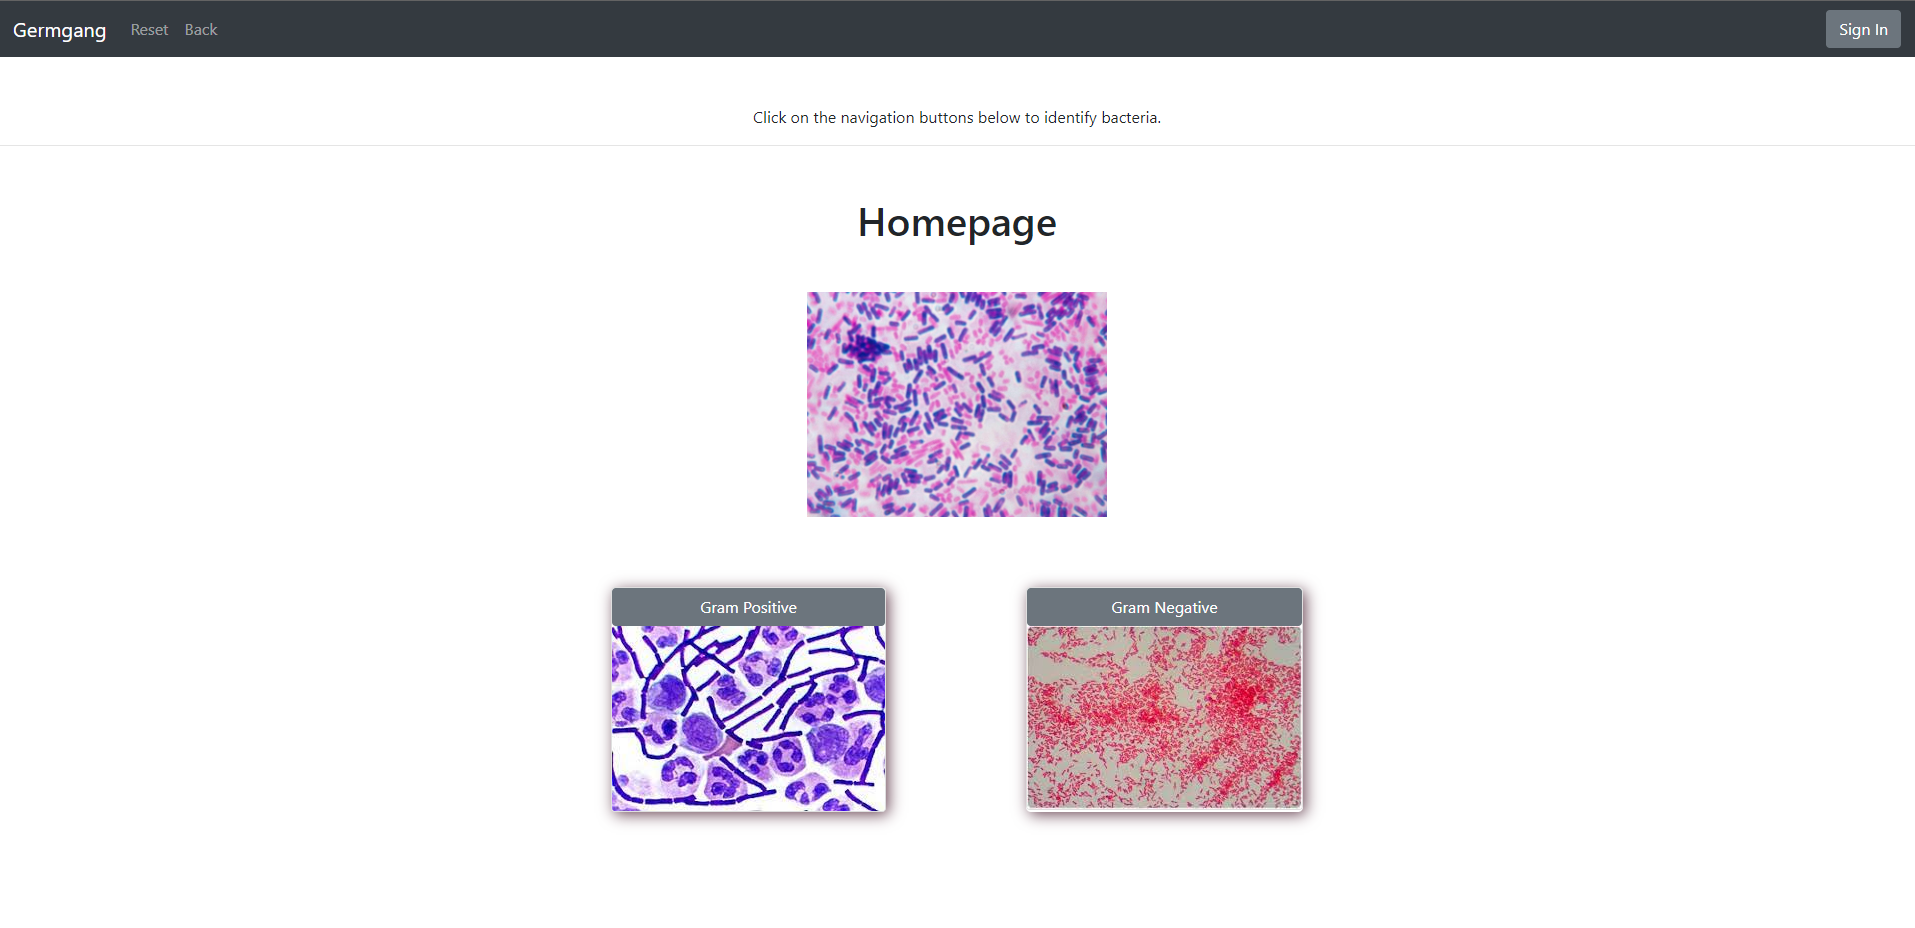 Germgang Reset Back Sign In
Click on the navigation buttons below to identify bacteria.
Homepage
Gram Positive Gram Negative